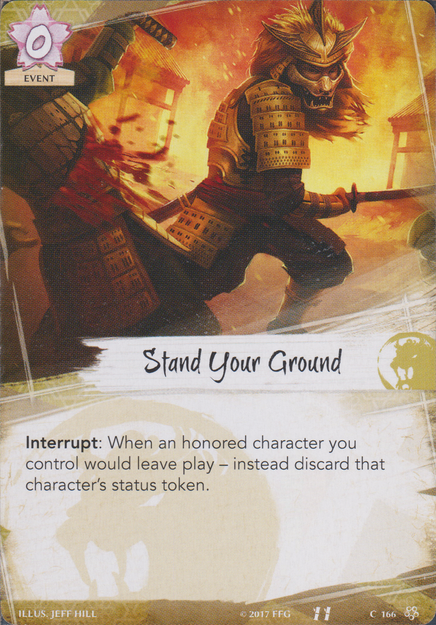 0
EVENT
Stand Your Ground
Interrupt: When an honored character you
control would leave play – instead discard that
character's status token.
ILLUS. JEFF HILL
© 2017 FFG
C 166